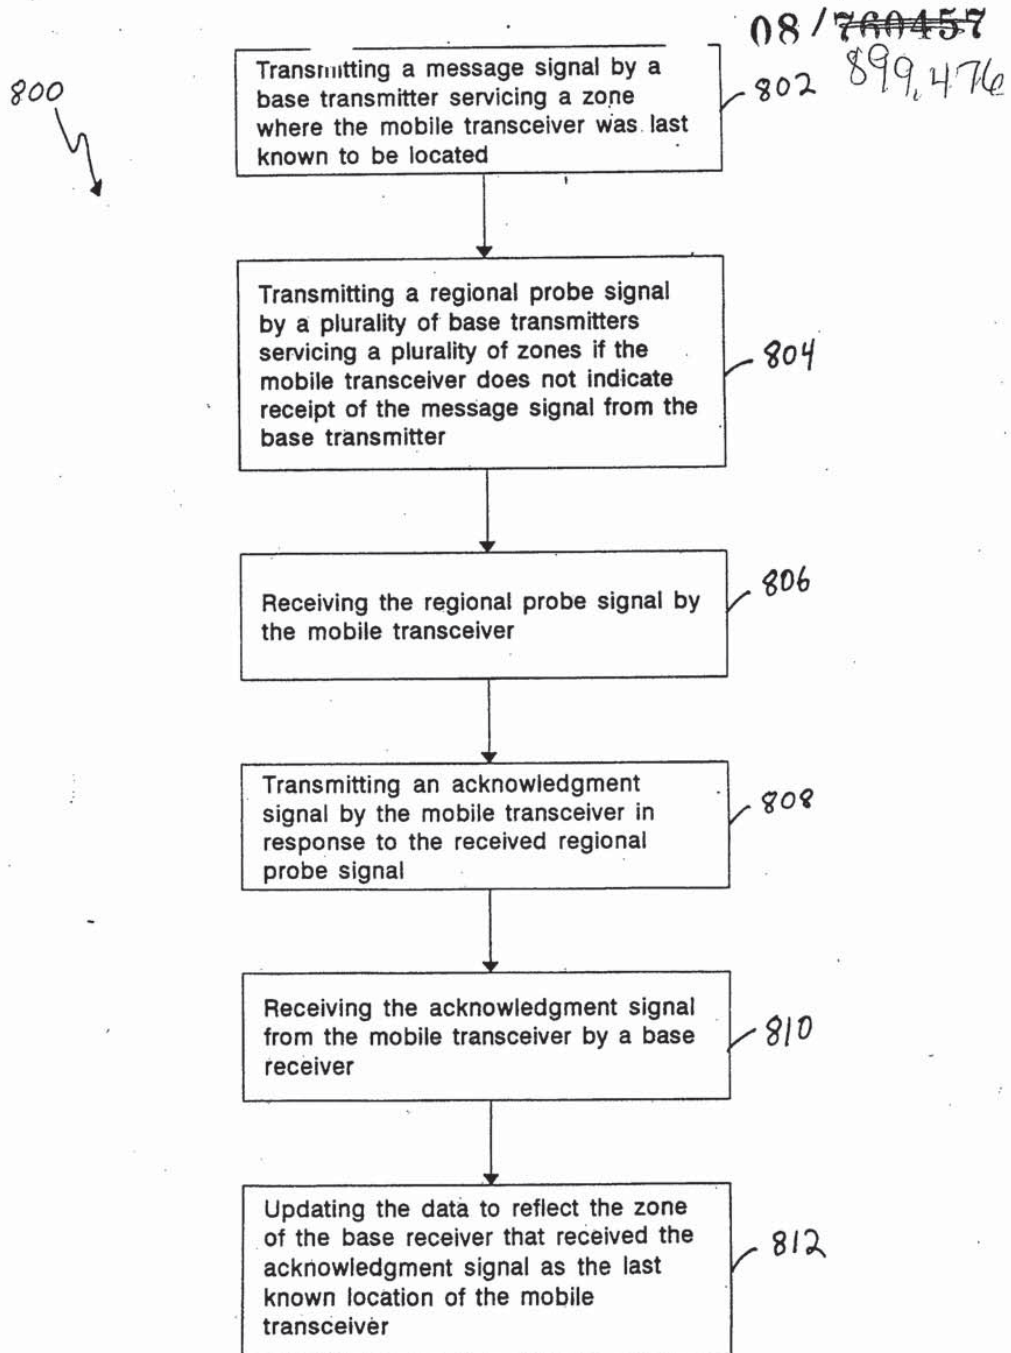 08/760457
899,476
800
Transmitting a message signal by a
base transmitter servicing a zone
where the mobile transceiver was last
known to be located
802
Transmitting a regional probe signal
by a plurality of base transmitters
servicing a plurality of zones if the
mobile transceiver does not indicate
receipt of the message signal from the
base transmitter
804
Receiving the regional probe signal by
the mobile transceiver
806
Transmitting an acknowledgment
signal by the mobile transceiver in
response to the received regional
probe signal
808
Receiving the acknowledgment signal
from the mobile transceiver by a base
receiver
810
Updating the data to reflect the zone
of the base receiver that received the
acknowledgment signal as the last
known location of the mobile
transceiver
812